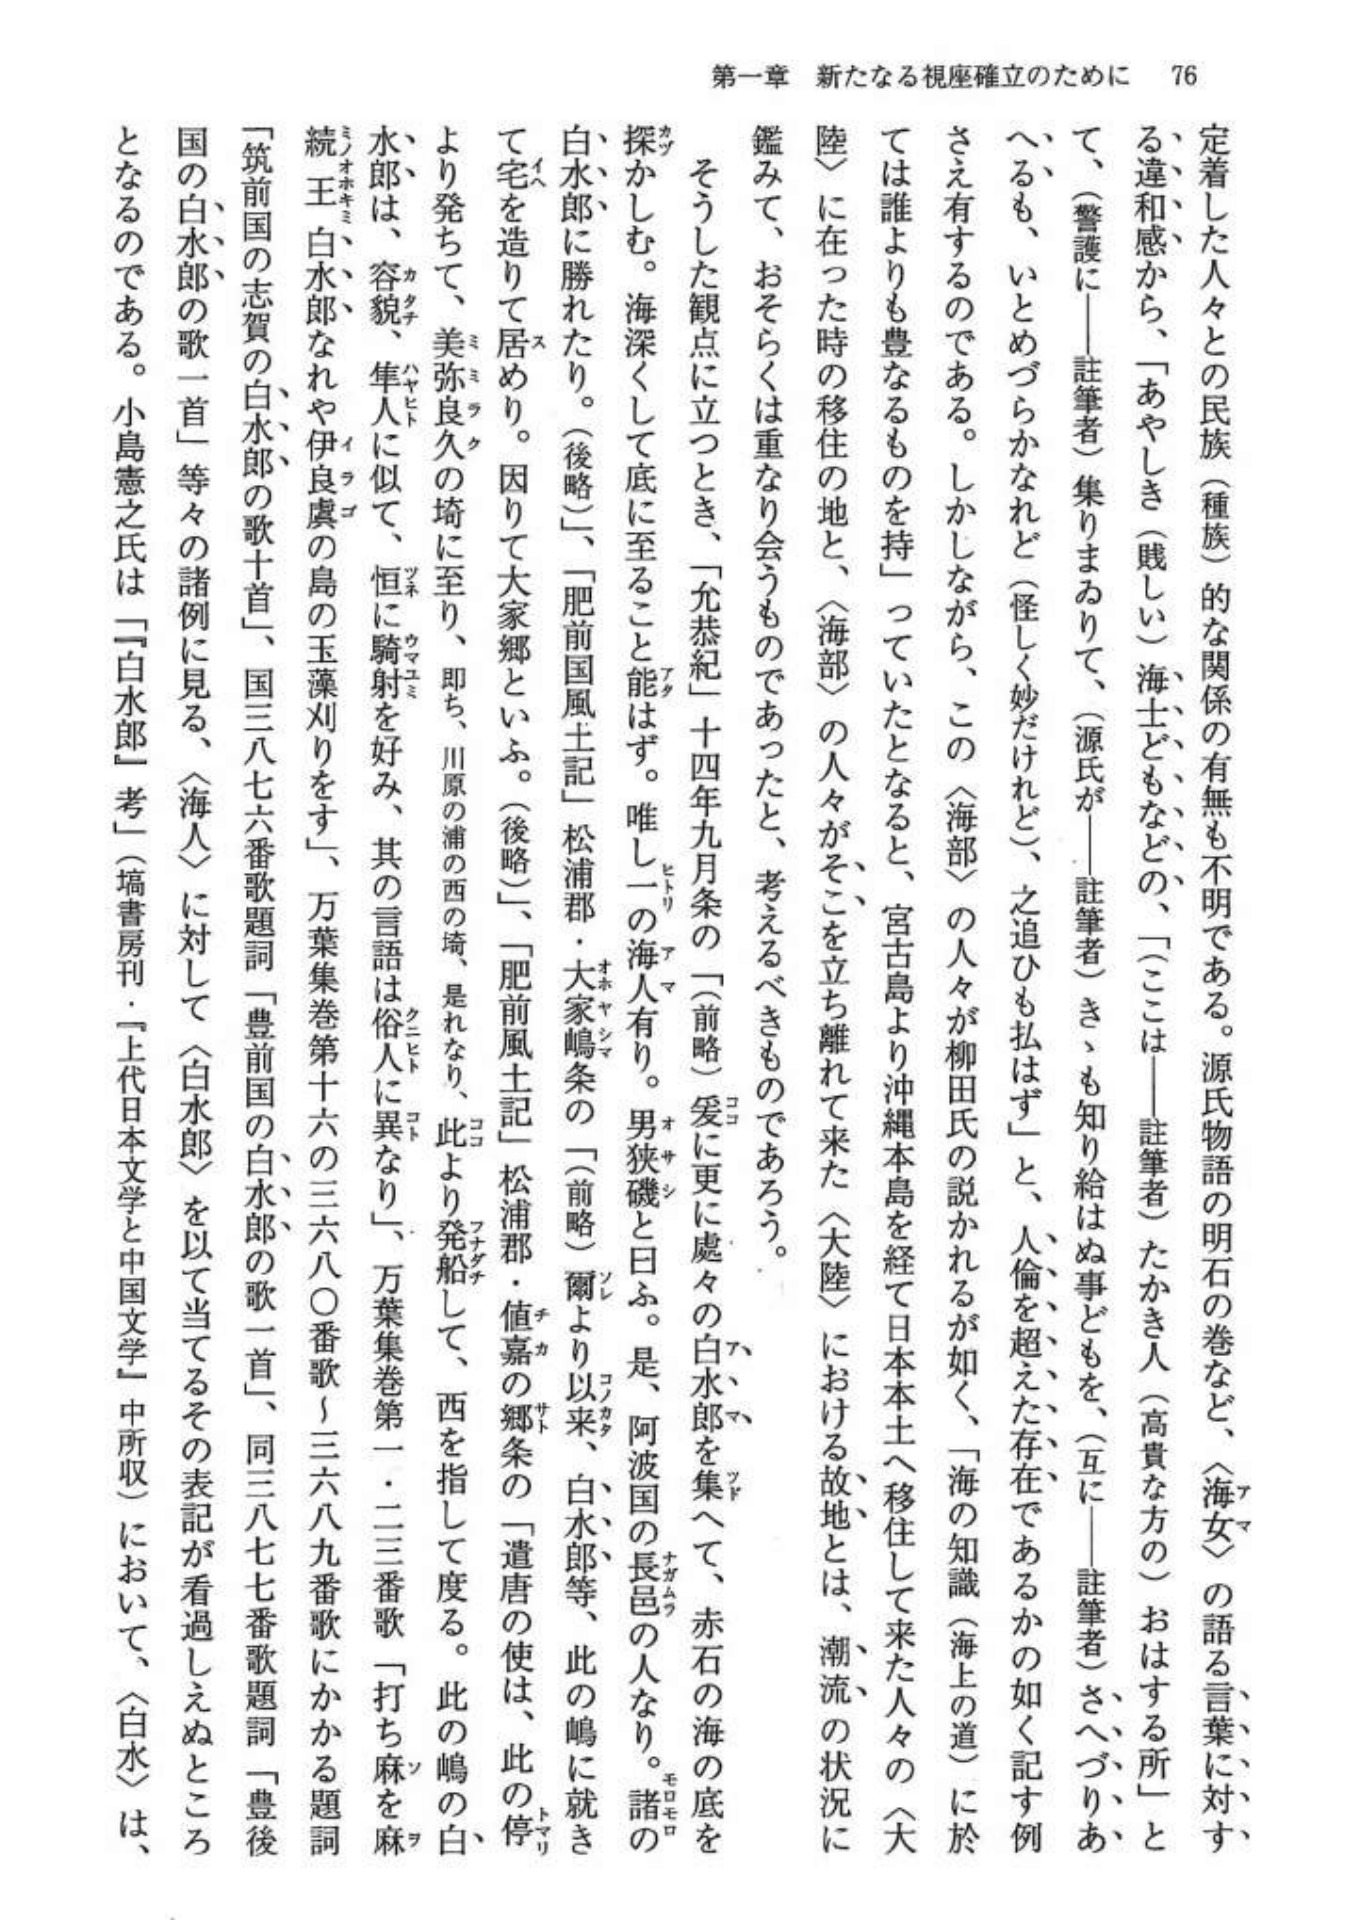 第一章　新たなる視座確立のために　76
定着した人々との民族（種族）的な関係の有無も不明である。源氏物語の明石の巻など、〈海女〉の語る言葉に対す
る違和感から、「あやしき（賤しい）海士どもなどの、「（ここは――註筆者）たかき人（高貴な方の）おはする所」と
て、（警護に――註筆者）集りまゐりて、（源氏が――註筆者）きゝも知り給はぬ事どもを、（互に――註筆者）さへづりあ
へるも、いとめづらかなれど（怪しく妙だけれど）、之追ひも払はず」と、人倫を超えた存在であるかの如く記す例
さえ有するのである。しかしながら、この〈海部〉の人々が柳田氏の説かれるが如く、「海の知識（海上の道）に於
ては誰よりも豊なるものを持」っていたとなると、宮古島より沖縄本島を経て日本本土へ移住して来た人々の〈大
陸〉に在った時の移住の地と、〈海部〉の人々がそこを立ち離れて来た〈大陸〉における故地とは、潮流の状況に
鑑みて、おそらくは重なり会うものであったと、考えるべきものであろう。
　そうした観点に立つとき、「允恭紀」十四年九月条の「（前略）爰に更に處々の白水郎を集へて、赤石の海の底を
探かしむ。海深くして底に至ること能はず。唯し一の海人有り。男狭磯と曰ふ。是、阿波国の長邑の人なり。諸の
白水郎に勝れたり。（後略）」、「肥前国風土記」松浦郡・大家嶋条の「（前略）爾より以来、白水郎等、此の嶋に就き
て宅を造りて居めり。因りて大家郷といふ。（後略）」、「肥前風土記」松浦郡・値嘉の郷条の「遣唐の使は、此の停
より発ちて、美弥良久の埼に至り、即ち、川原の浦の西の埼、是れなり、此より発船して、西を指して度る。此の嶋の白
水郎は、容貌、隼人に似て、恒に騎射を好み、其の言語は俗人に異なり」、万葉集巻第一・二三番歌「打ち麻を麻
続王白水郎なれや伊良虞の島の玉藻刈りをす」、万葉集巻第十六の三六八〇番歌～三六八九番歌にかかる題詞
「筑前国の志賀の白水郎の歌十首」、国三八七六番歌題詞「豊前国の白水郎の歌一首」、同三八七七番歌題詞「豊後
国の白水郎の歌一首」等々の諸例に見る、〈海人〉に対して〈白水郎〉を以て当てるその表記が看過しえぬところ
となるのである。小島憲之氏は「『白水郎』考」（塙書房刊・『上代日本文学と中国文学』中所収）において、〈白水〉は、